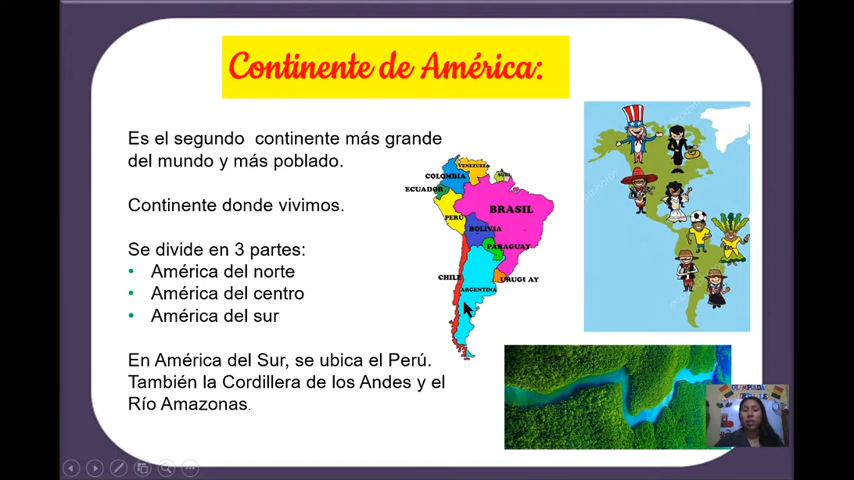 Continente de América:
Es el segundo continente más grande
del mundo y más poblado.
Continente donde vivimos.
Se divide en 3 partes:
• América del norte
• América del centro
• América del sur
En América del Sur, se ubica el Perú.
También la Cordillera de los Andes y el
Río Amazonas.
VENEZUELA
COLOMBIA
ECUADOR
BRASIL
PERÚ
BOLIVIA
PARAGUAY
CHILE
URUGUAY
ARGENTINA
OLIMPIADA